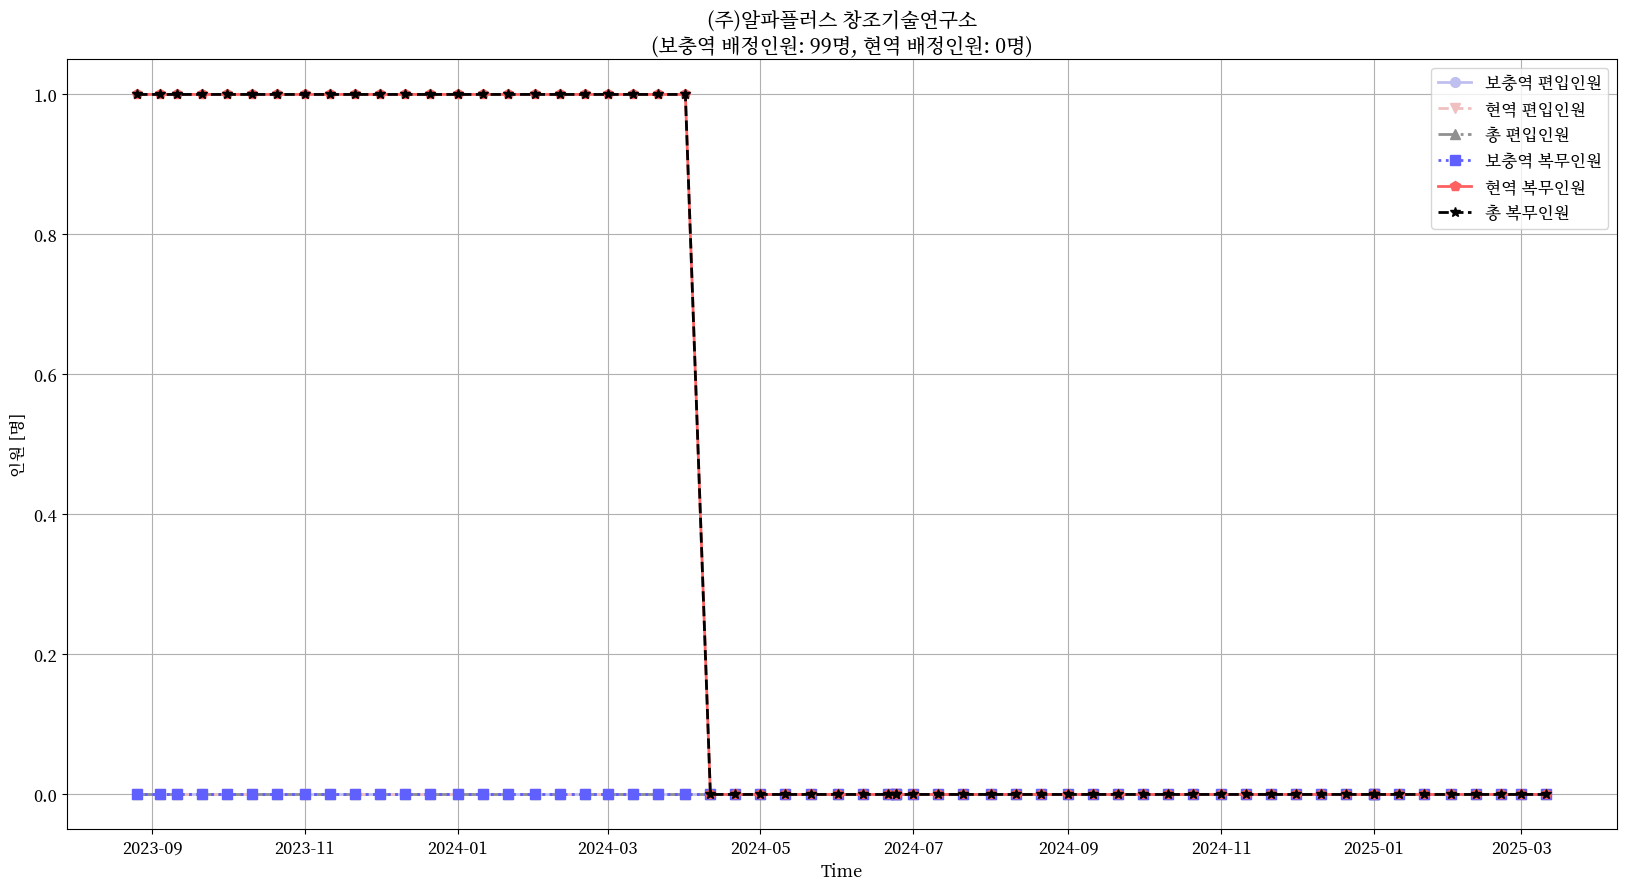 (주)알파플러스 창조기술연구소
(보충역 배정인원: 99명, 현역 배정인원: 0명)
보충역 편입인원
현역 편입인원
총 편입인원
보충역 복무인원
현역 복무인원
총 복무인원
인원 [명]
1.0
0.8
0.6
0.4
0.2
0.0
2023-09 2023-11 2024-01 2024-03 2024-05 2024-07 2024-09 2024-11 2025-01 2025-03
Time